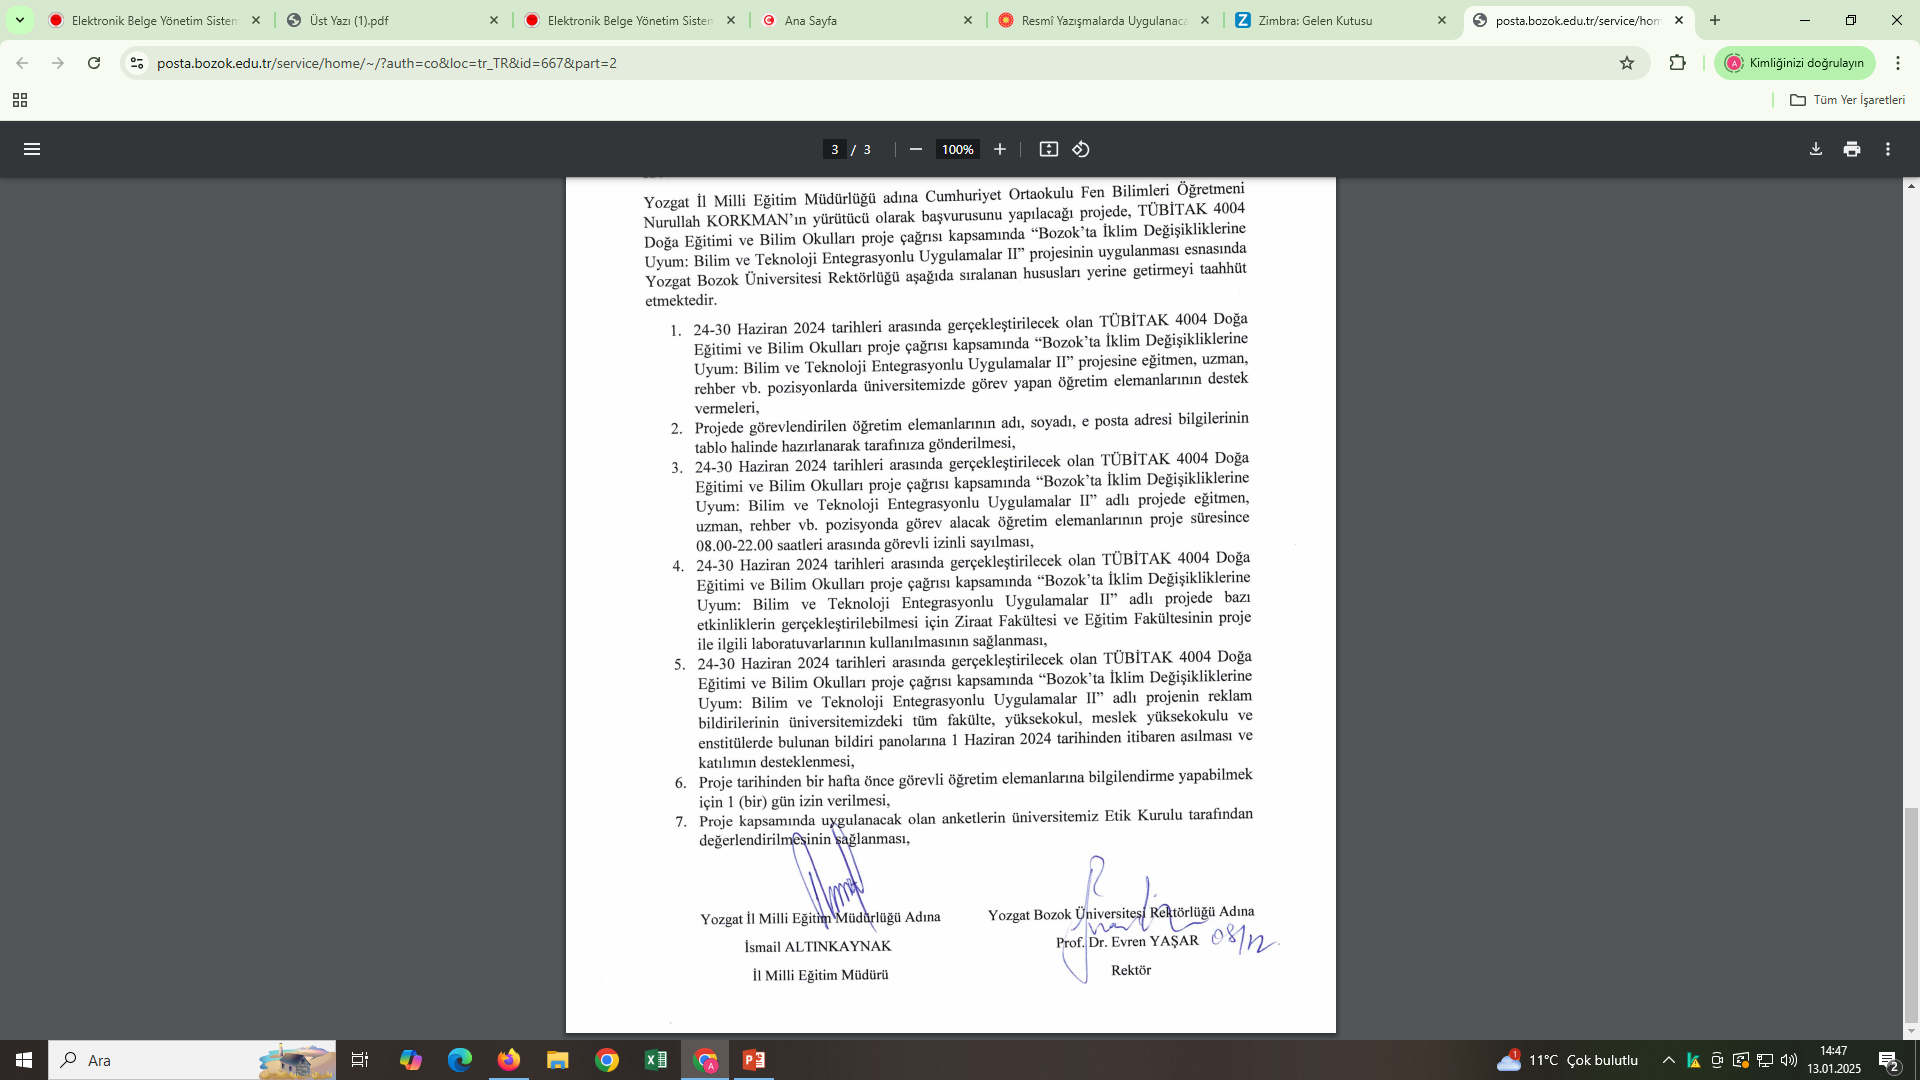 Elektronik Belge Yönetim Sistem
Üst Yazı (1).pdf
Elektronik Belge Yönetim Sistem
Ana Sayfa
Resmî Yazışmalarda Uygulanaca
Zimbra: Gelen Kutusu
posta.bozok.edu.tr/service/hom
posta.bozok.edu.tr/service/home/~/?auth=co&loc=tr_TR&id=667&part=2
Kimliğinizi doğrulayın
Tüm Yer İşaretleri
3 / 3
100%
Yozgat İl Milli Eğitim Müdürlüğü adına Cumhuriyet Ortaokulu Fen Bilimleri Öğretmeni
Nurullah KORKMAN’ın yürütücü olarak başvurusunu yapılacağı projede, TÜBİTAK 4004
Doğa Eğitimi ve Bilim Okulları proje çağrısı kapsamında “Bozok’ta İklim Değişikliklerine
Uyum: Bilim ve Teknoloji Entegrasyonlu Uygulamalar II” projesinin uygulanması esnasında
Yozgat Bozok Üniversitesi Rektörlüğü aşağıda sıralanan hususları yerine getirmeyi taahhüt
etmektedir.
1. 24-30 Haziran 2024 tarihleri arasında gerçekleştirilecek olan TÜBİTAK 4004 Doğa
Eğitimi ve Bilim Okulları proje çağrısı kapsamında “Bozok’ta İklim Değişikliklerine
Uyum: Bilim ve Teknoloji Entegrasyonlu Uygulamalar II” projesine eğitmen, uzman,
rehber vb. pozisyonlarda üniversitemizde görev yapan öğretim elemanlarının destek
vermeleri,
2. Projede görevlendirilen öğretim elemanlarının adı, soyadı, e posta adresi bilgilerinin
tablo halinde hazırlanarak tarafınıza gönderilmesi,
3. 24-30 Haziran 2024 tarihleri arasında gerçekleştirilecek olan TÜBİTAK 4004 Doğa
Eğitimi ve Bilim Okulları proje çağrısı kapsamında “Bozok’ta İklim Değişikliklerine
Uyum: Bilim ve Teknoloji Entegrasyonlu Uygulamalar II” adlı projede eğitmen,
uzman, rehber vb. pozisyonda görev alacak öğretim elemanlarının proje süresince
08.00-22.00 saatleri arasında görevli izinli sayılması,
4. 24-30 Haziran 2024 tarihleri arasında gerçekleştirilecek olan TÜBİTAK 4004 Doğa
Eğitimi ve Bilim Okulları proje çağrısı kapsamında “Bozok’ta İklim Değişikliklerine
Uyum: Bilim ve Teknoloji Entegrasyonlu Uygulamalar II” adlı projede bazı
etkinliklerin gerçekleştirilebilmesi için Ziraat Fakültesi ve Eğitim Fakültesinin proje
ile ilgili laboratuvarlarının kullanılmasının sağlanması,
5. 24-30 Haziran 2024 tarihleri arasında gerçekleştirilecek olan TÜBİTAK 4004 Doğa
Eğitimi ve Bilim Okulları proje çağrısı kapsamında “Bozok’ta İklim Değişikliklerine
Uyum: Bilim ve Teknoloji Entegrasyonlu Uygulamalar II” adlı projenin reklam
bildirilerinin üniversitemizdeki tüm fakülte, yüksekokul, meslek yüksekokulu ve
enstitülerde bulunan bildiri panolarına 1 Haziran 2024 tarihinden itibaren asılması ve
katılımın desteklenmesi,
6. Proje tarihinden bir hafta önce görevli öğretim elemanlarına bilgilendirme yapabilmek
için 1 (bir) gün izin verilmesi,
7. Proje kapsamında uygulanacak olan anketlerin üniversitemiz Etik Kurulu tarafından
değerlendirilmesinin sağlanması,
Yozgat İl Milli Eğitim Müdürlüğü Adına
İsmail ALTINKAYNAK
İl Milli Eğitim Müdürü
Yozgat Bozok Üniversitesi Rektörlüğü Adına
Prof. Dr. Evren YAŞAR 08/12
Rektör
Ara
11°C Çok bulutlu
14:47
13.01.2025